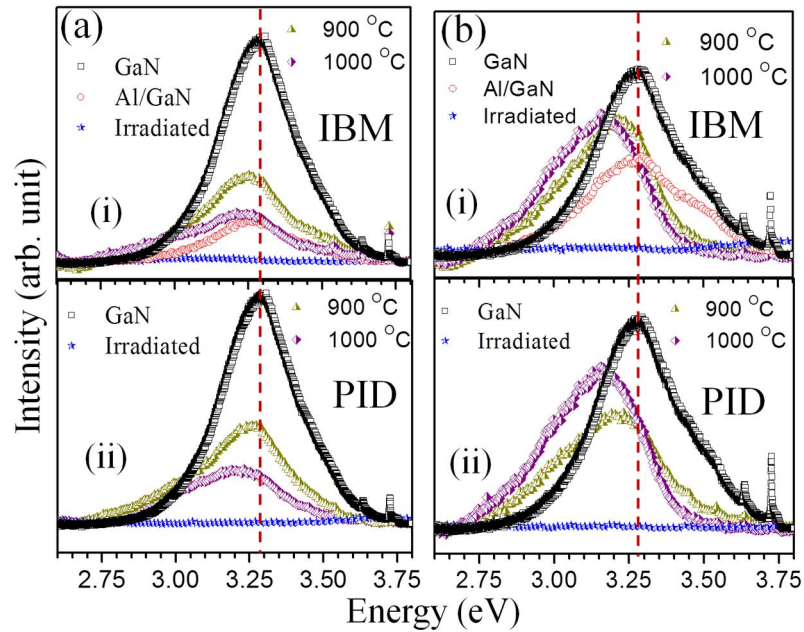 Intensity (arb. unit)
(a)
GaN
Al/GaN
Irradiated
900 °C
1000 °C
IBM
(i)
GaN
Irradiated
900 °C
1000 °C
PID
(ii)
2.75 3.00 3.25 3.50 3.75
(b)
GaN
Al/GaN
Irradiated
900 °C
1000 °C
IBM
(i)
GaN
Irradiated
900 °C
1000 °C
PID
(ii)
2.75 3.00 3.25 3.50 3.75
Energy (eV)